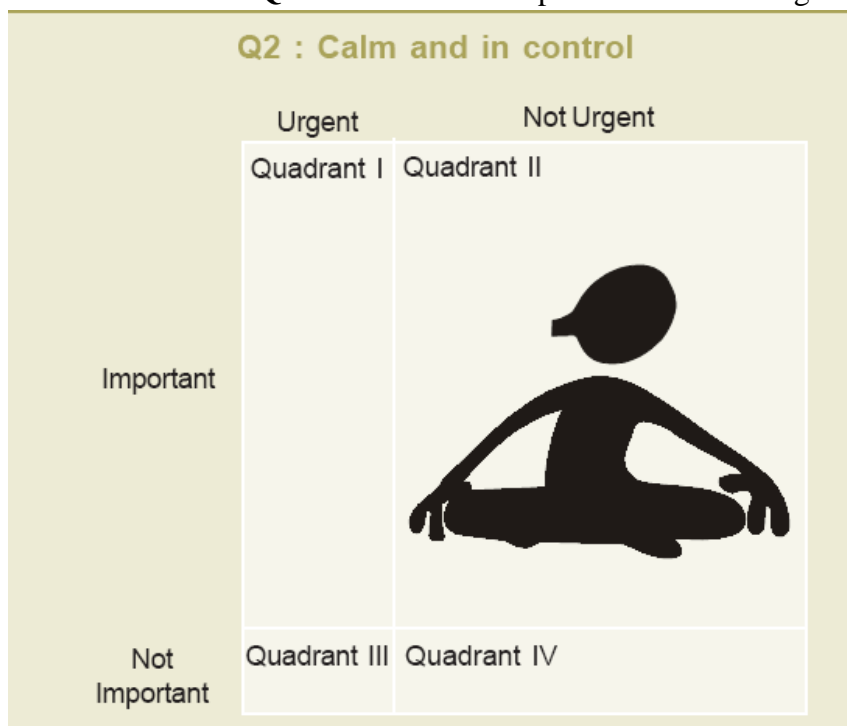 Q2 : Calm and in control
Urgent
Not Urgent
Quadrant I
Quadrant II
Important
Not
Important
Quadrant III
Quadrant IV